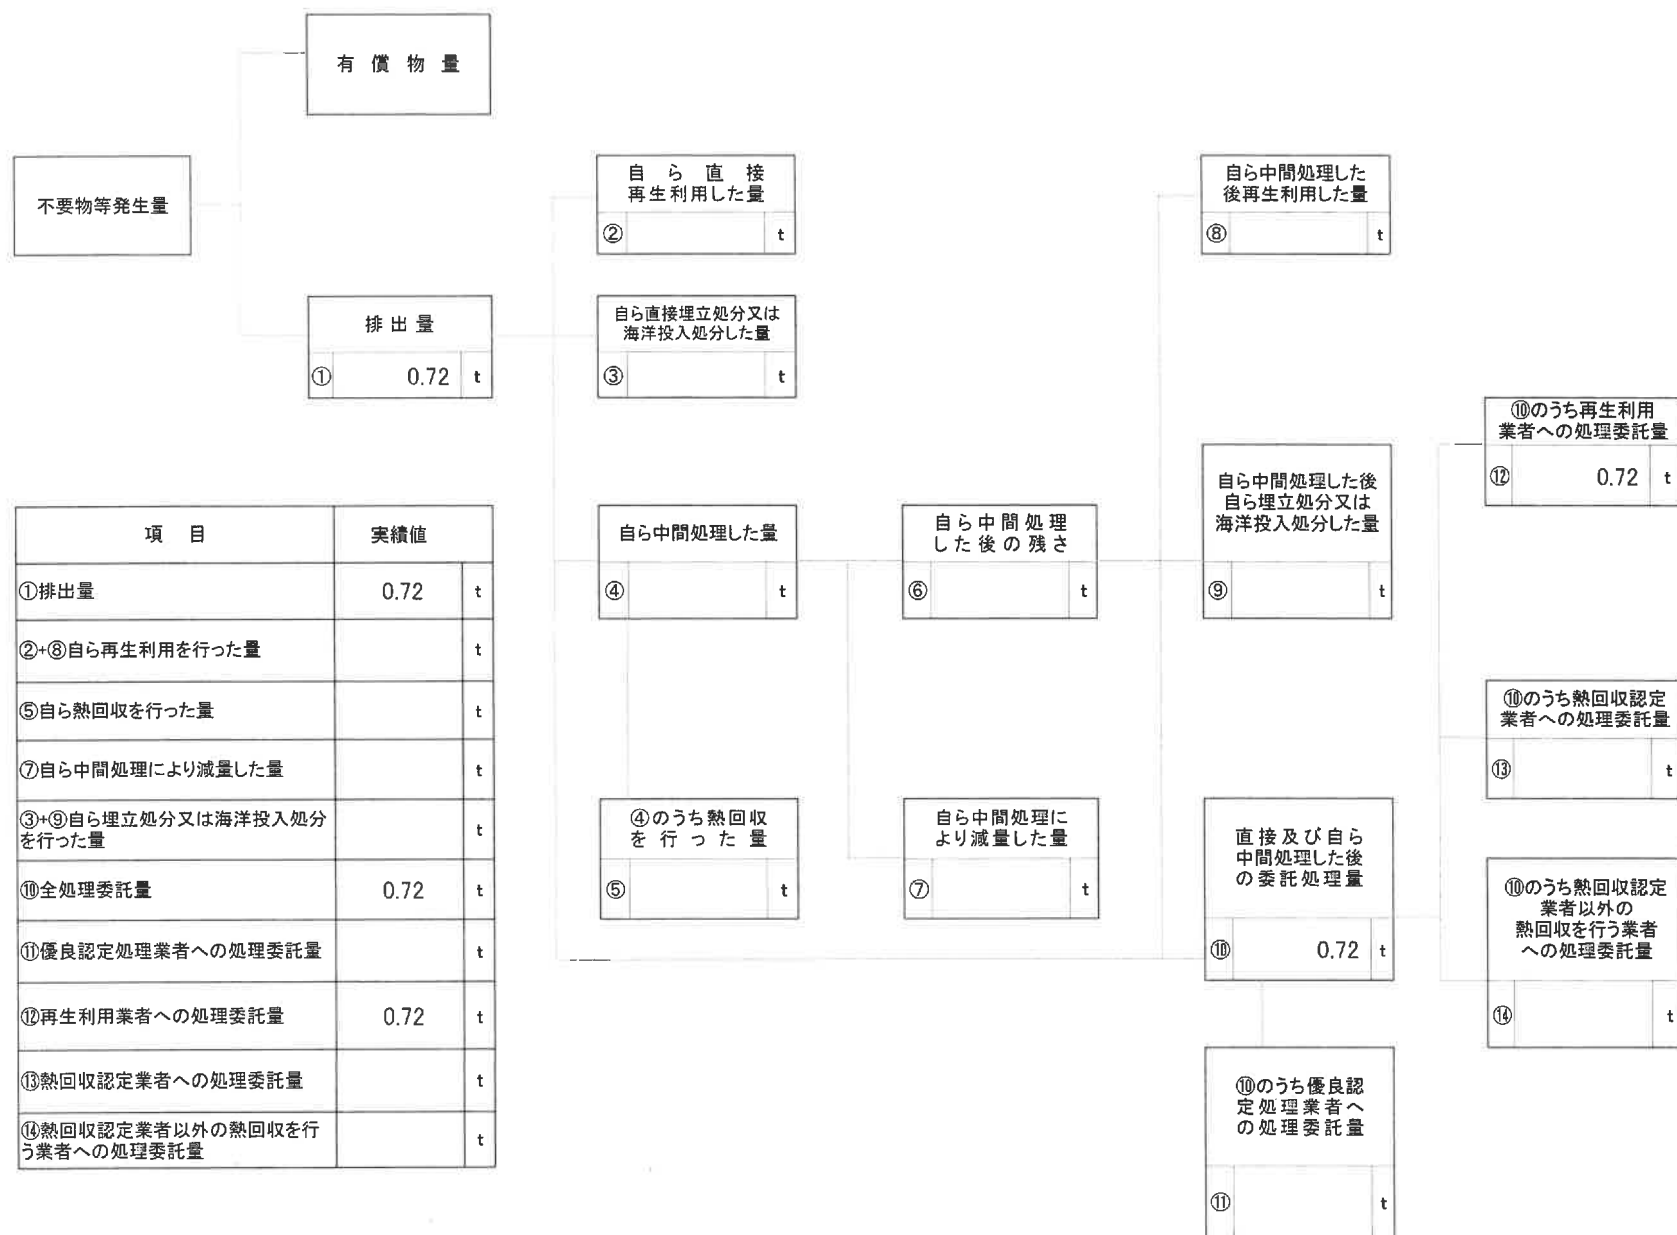 有償物量
不要物等発生量
排出量
① 0.72 t
自ら直接
再生利用した量
② t
自ら直接埋立処分又は
海洋投入処分した量
③ t
自ら中間処理した量
④ t
④のうち熱回収
を行った量
⑤ t
自ら中間処理
した後の残さ
⑥ t
自ら中間処理に
より減量した量
⑦ t
自ら中間処理した
後再生利用した量
⑧ t
自ら中間処理した後
自ら埋立処分又は
海洋投入処分した量
⑨ t
直接及び自ら
中間処理した後
の委託処理量
⑩ 0.72 t
⑩のうち優良認
定処理業者へ
の処理委託量
⑪ t
⑩のうち再生利用
業者への処理委託量
⑫ 0.72 t
⑩のうち熱回収認定
業者への処理委託量
⑬ t
⑩のうち熱回収認定
業者以外の
熱回収を行う業者
への処理委託量
⑭ t
項目 実績値
①排出量 0.72 t
②+⑧自ら再生利用を行った量 t
⑤自ら熱回収を行った量 t
⑦自ら中間処理により減量した量 t
③+⑨自ら埋立処分又は海洋投入処分
を行った量 t
⑩全処理委託量 0.72 t
⑪優良認定処理業者への処理委託量 t
⑫再生利用業者への処理委託量 0.72 t
⑬熱回収認定業者への処理委託量 t
⑭熱回収認定業者以外の熱回収を行
う業者への処理委託量 t